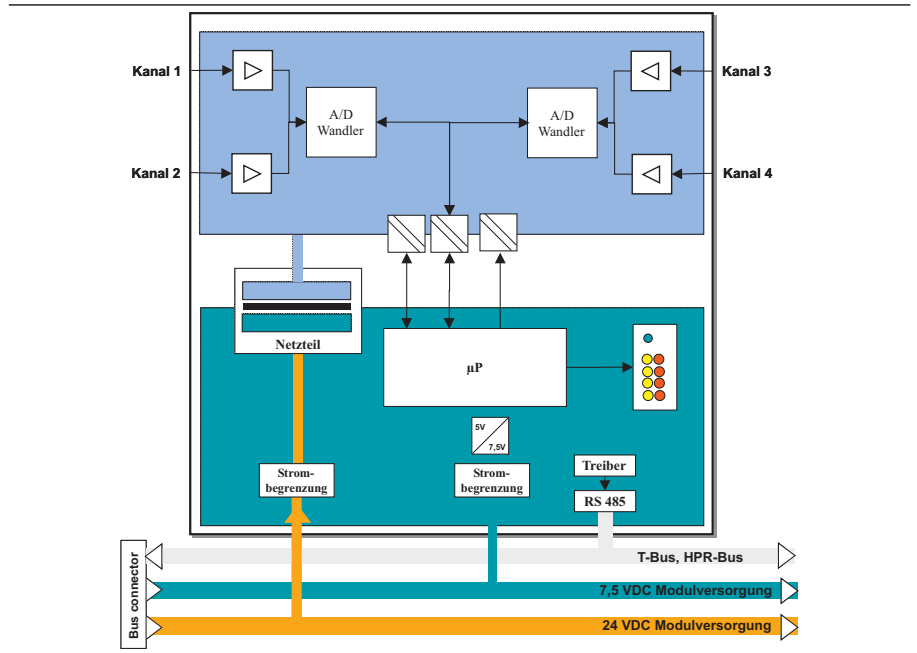 Kanal 1
Kanal 3
A/D
Wandler
A/D
Wandler
Kanal 2
Kanal 4
Netzteil
µP
5V
7,5V
Strom-
begrenzung
Strom-
begrenzung
Treiber
RS 485
Bus connector
T-Bus, HPR-Bus
7,5 VDC Modulversorgung
24 VDC Modulversorgung